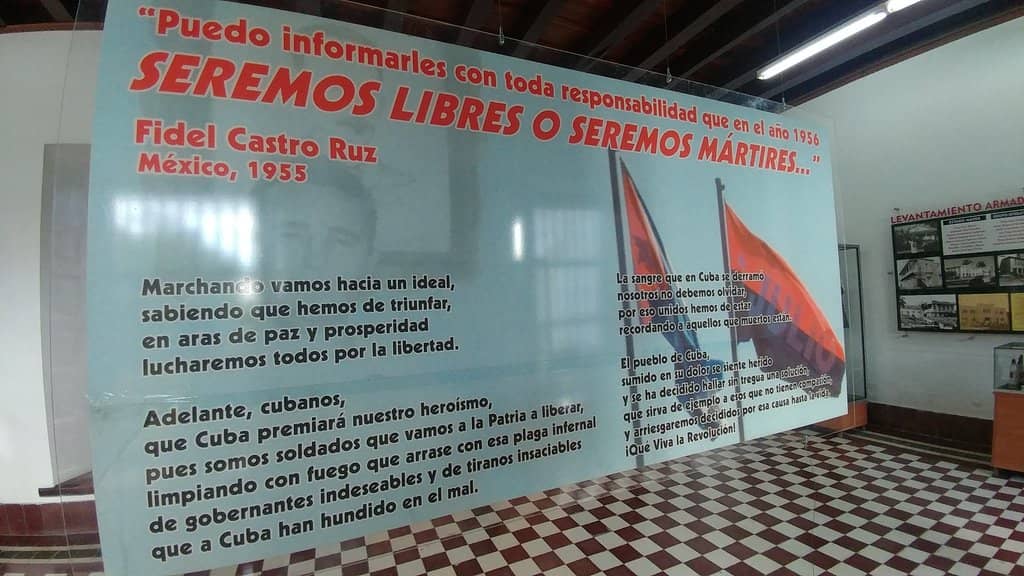 “Puedo informarles con toda responsabilidad que en el año 1956
SEREMOS LIBRES O SEREMOS MÁRTIRES...”
Fidel Castro Ruz
México, 1955
Marchando vamos hacia un ideal,
sabiendo que hemos de triunfar,
en aras de paz y prosperidad
lucharemos todos por la libertad.
Adelante, cubanos,
que Cuba premiará nuestro heroísmo,
pues somos soldados que vamos a la Patria a liberar,
limpiando con fuego que arrase con esa plaga infernal
de gobernantes indeseables y de tiranos insaciables
que a Cuba han hundido en el mal.
La sangre que en Cuba se derramo
nosotros no debemos olvidar,
por eso unidos hemos de estar
recordando a aquellos que muertos estan.
El pueblo de Cuba,
sumido en su dolor se siente herido
y se ha decidido hallar sin tregua una solución,
que sirva de ejemplo a esos que no tienen compasión,
y arriesgaremos decididos por esa causa hasta la vida,
¡Qué Viva la Revolución!
LEVANTAMIENTO ARMAD